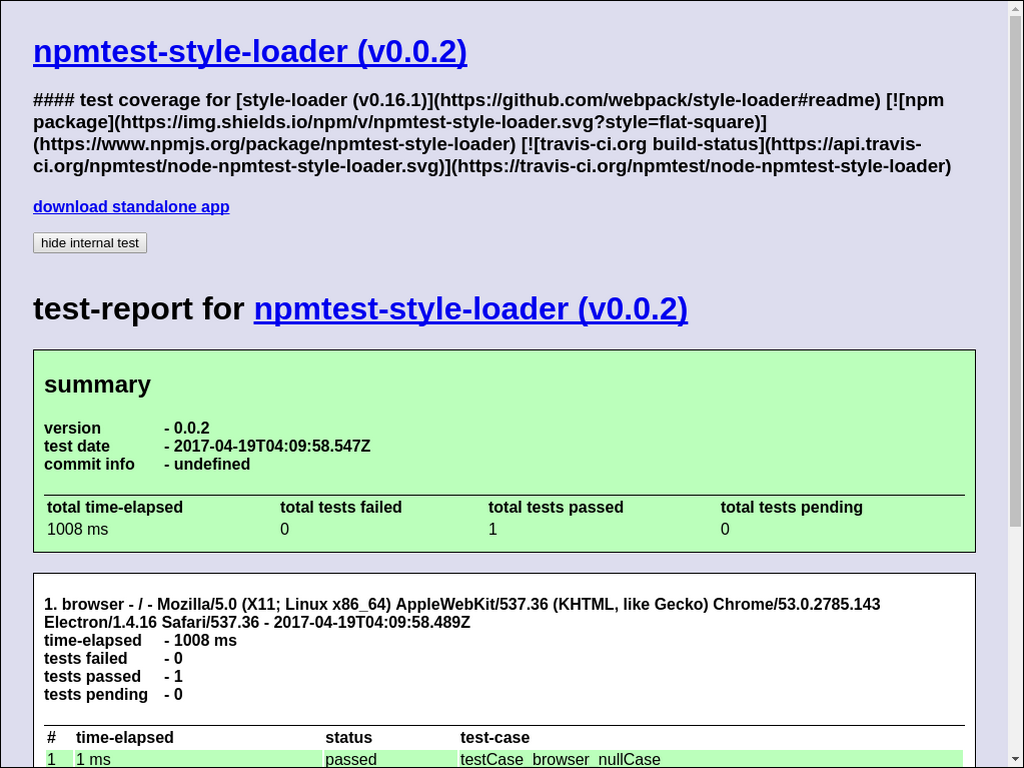 npmtest-style-loader (v0.0.2)
#### test coverage for [style-loader (v0.16.1)](https://github.com/webpack/style-loader#readme) [![npm
package](https://img.shields.io/npm/v/npmtest-style-loader.svg?style=flat-square)]
(https://www.npmjs.org/package/npmtest-style-loader) [![travis-ci.org build-status](https://api.travis-
ci.org/npmtest/node-npmtest-style-loader.svg)](https://travis-ci.org/npmtest/node-npmtest-style-loader)
download standalone app
hide internal test
test-report for npmtest-style-loader (v0.0.2)
summary
version - 0.0.2
test date - 2017-04-19T04:09:58.547Z
commit info - undefined
total time-elapsed total tests failed total tests passed total tests pending
1008 ms 0 1 0
1. browser - / - Mozilla/5.0 (X11; Linux x86_64) AppleWebKit/537.36 (KHTML, like Gecko) Chrome/53.0.2785.143
Electron/1.4.16 Safari/537.36 - 2017-04-19T04:09:58.489Z
time-elapsed - 1008 ms
tests failed - 0
tests passed - 1
tests pending - 0
# time-elapsed status test-case
1 1 ms passed testCase_browser_nullCase